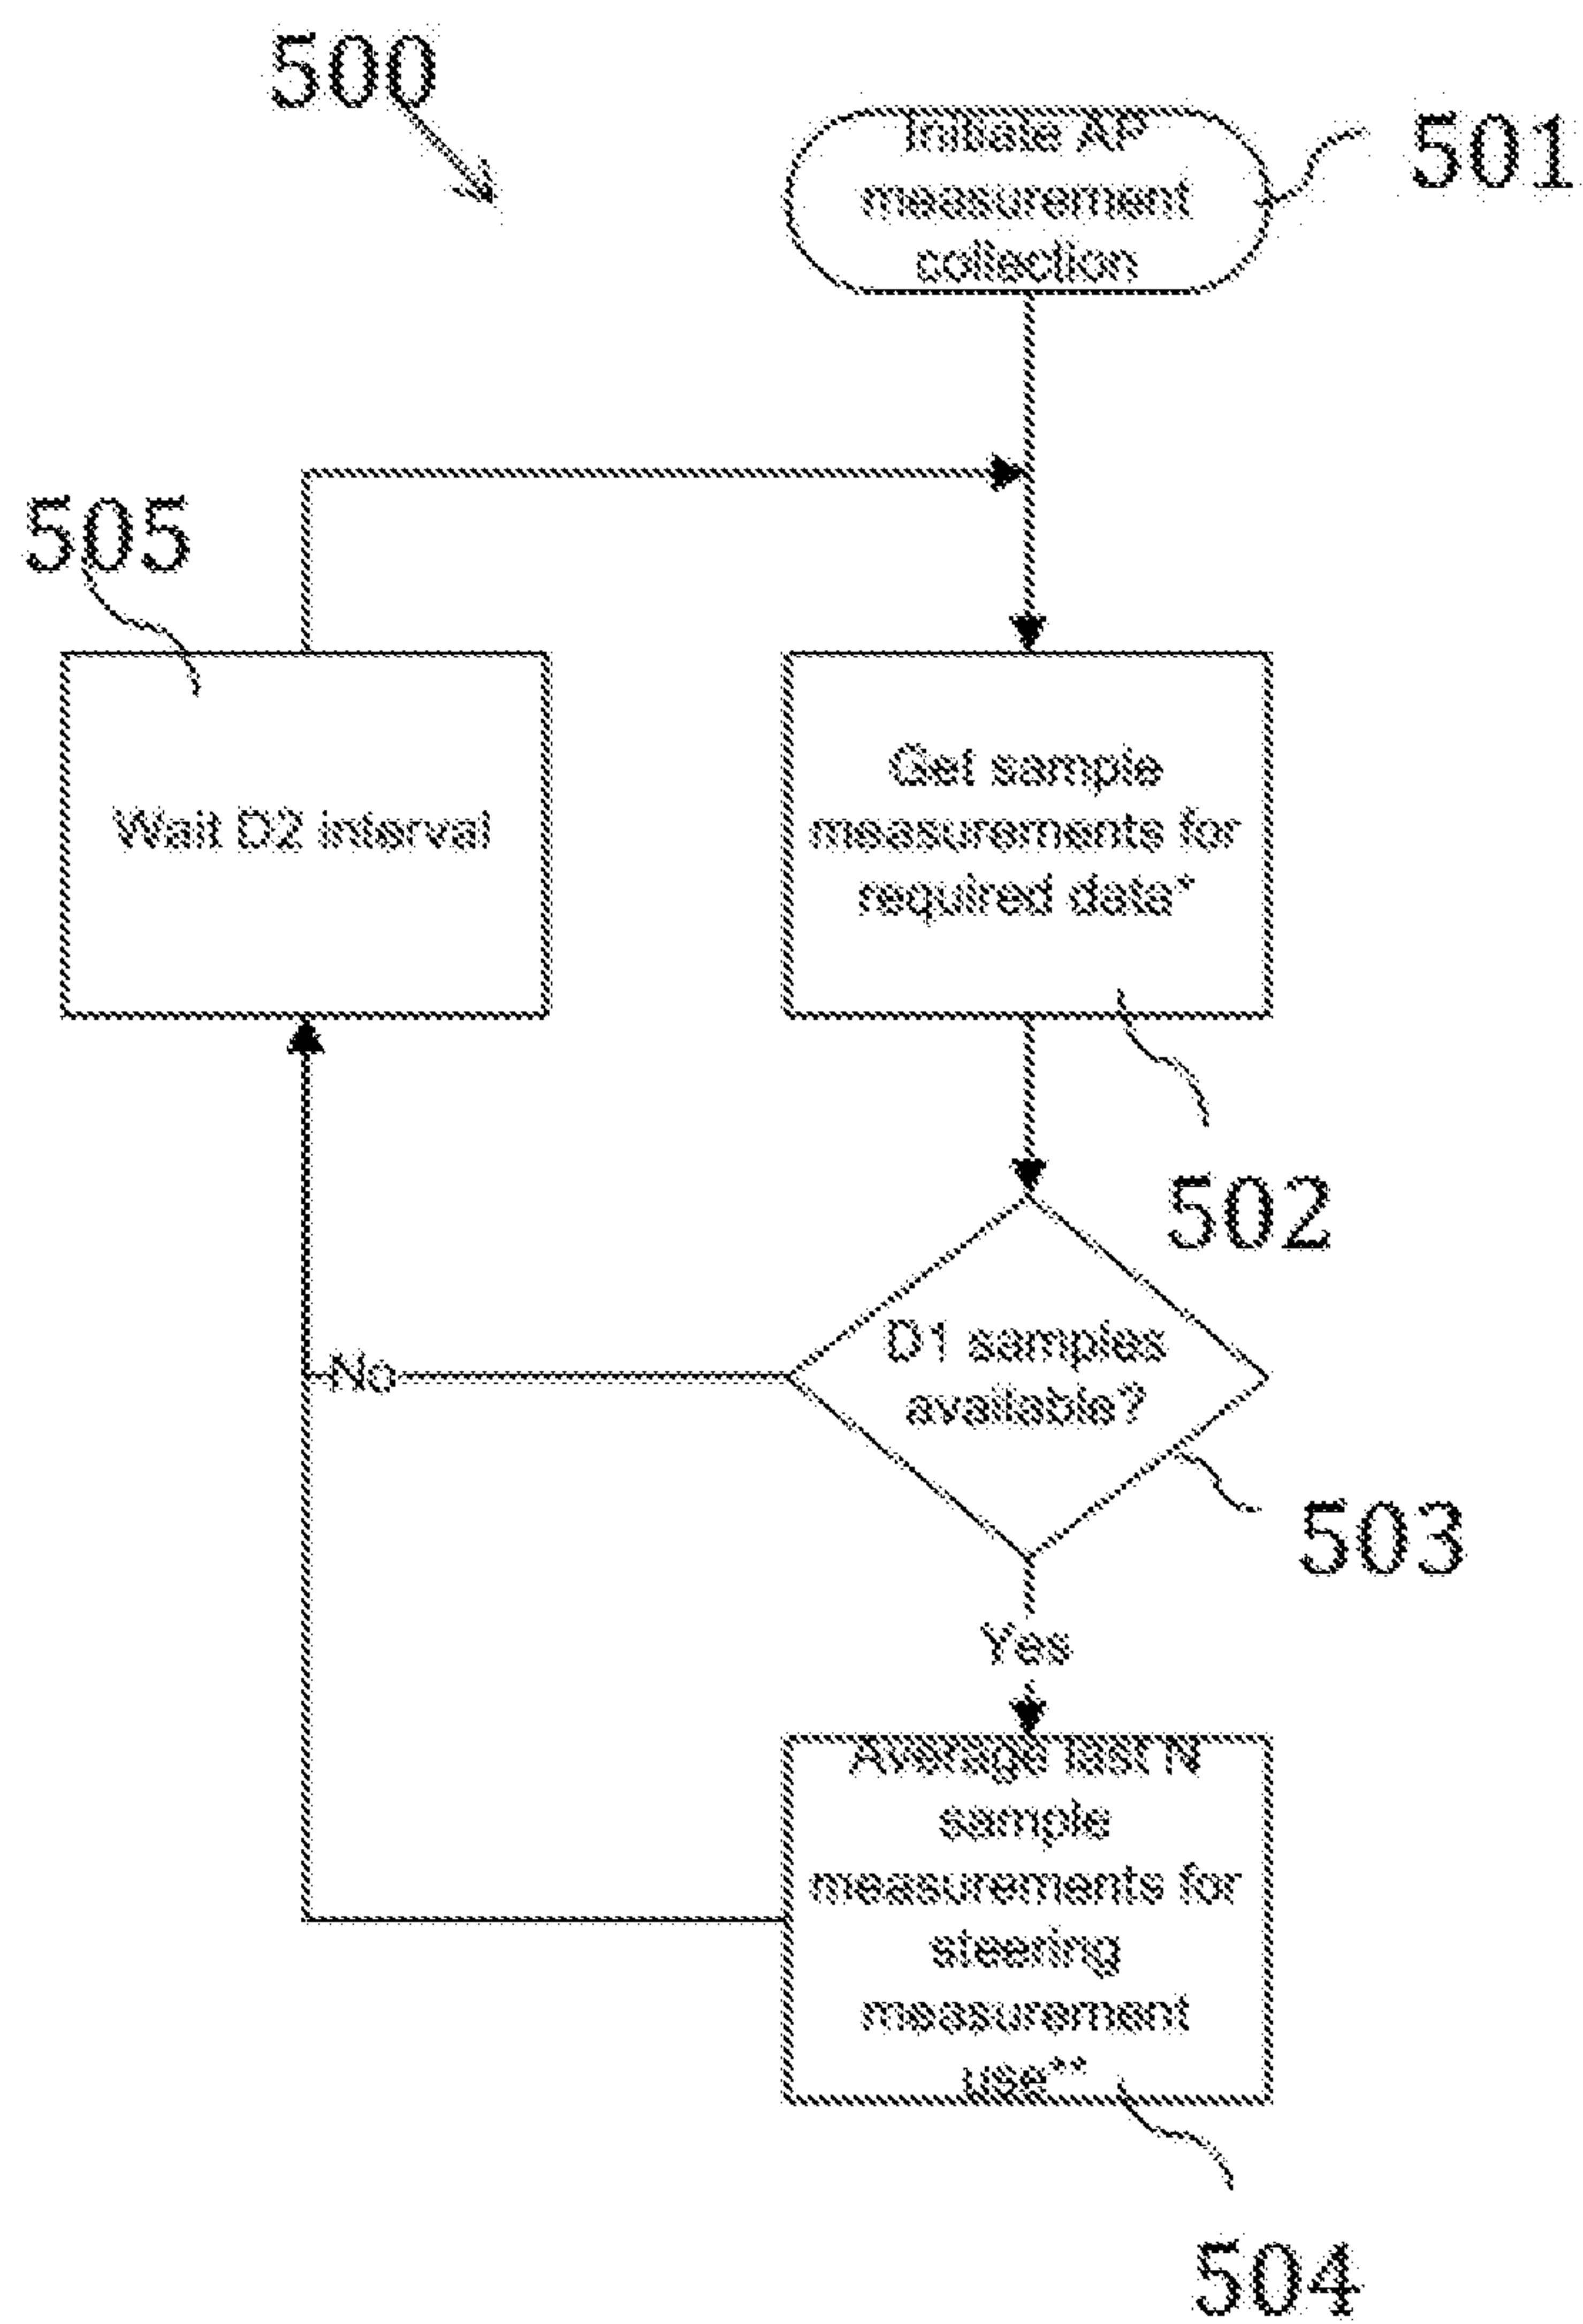 500
Initiate AP
measurement
collection
501
505
Wait D2 interval
Get sample
measurements for
required data*
502
D1 samples
available?
No
503
Yes
Average last N
sample
measurements for
steering
measurement
use**
504